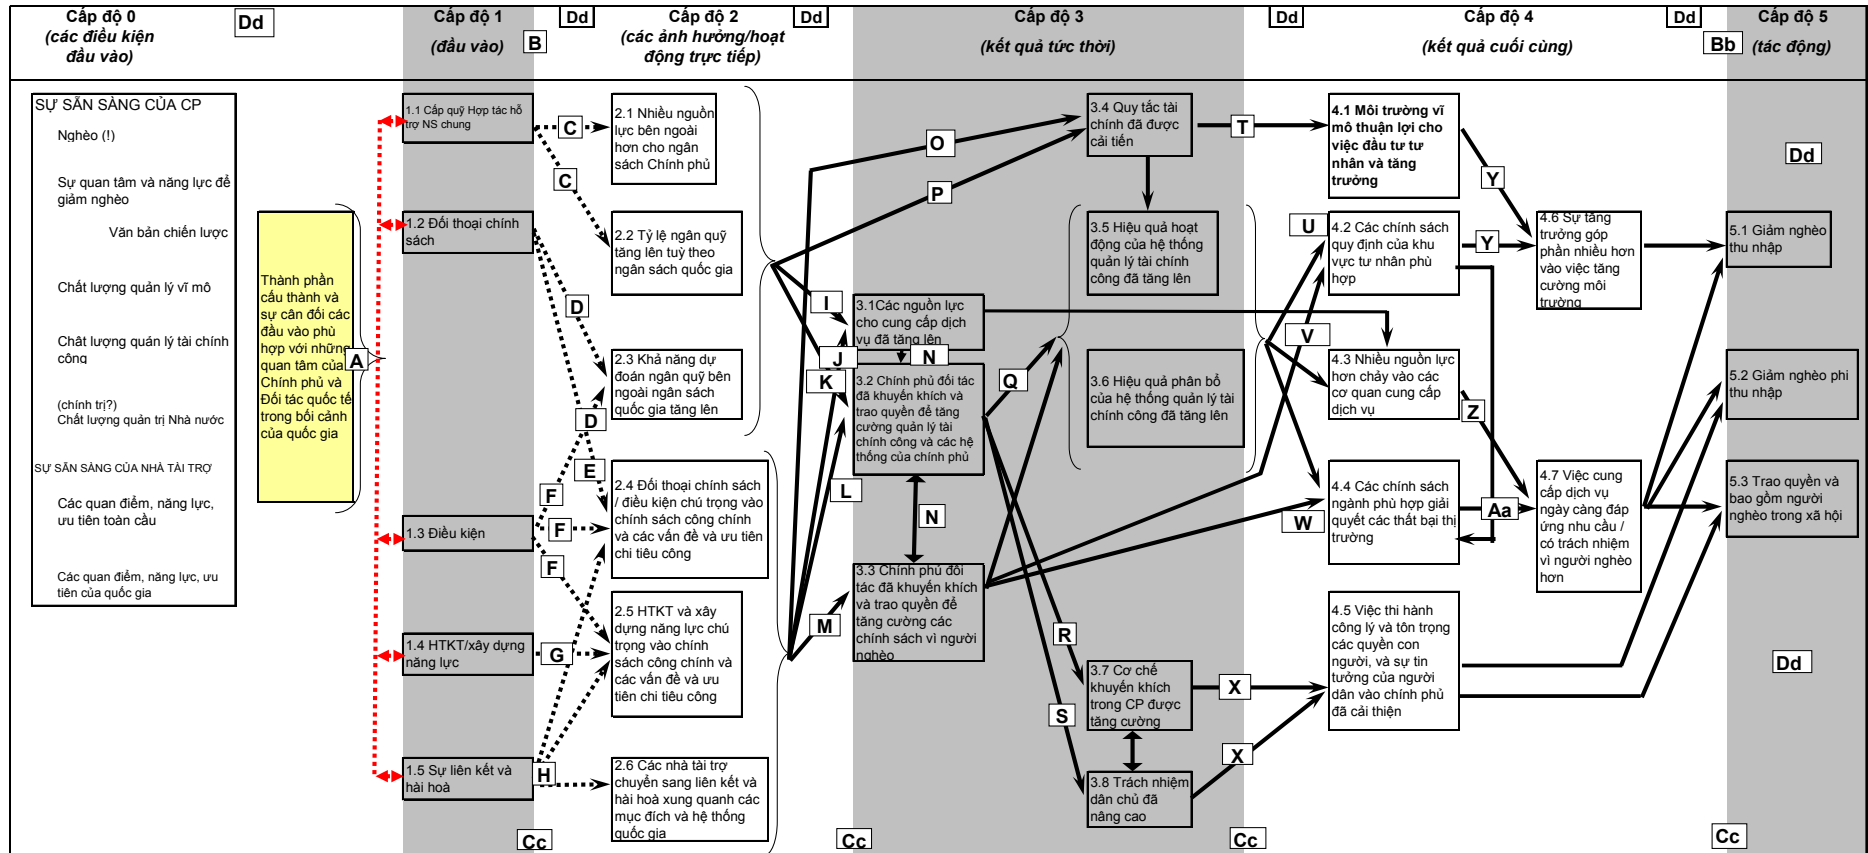 Cấp độ 0
(các điều kiện
đầu vào)
Dd
Cấp độ 1
(đầu vào)
B
Dd
Cấp độ 2
(các ảnh hưởng/hoạt
động trực tiếp)
Dd
Cấp độ 3
(kết quả tức thời)
Dd
Cấp độ 4
(kết quả cuối cùng)
Dd
Bb
Cấp độ 5
(tác động)
SỰ SẴN SÀNG CỦA CP
Nghèo (!)
Sự quan tâm và năng lực để
giảm nghèo
Văn bản chiến lược
Chất lượng quản lý vĩ mô
Chât lượng quán lý tài chính
công
(chính trị?)
Chất lượng quản trị Nhà nước
SỰ SẴN SÀNG CỦA NHÀ TÀI TRỢ
Các quan điểm, năng lực,
ưu tiên toàn cầu
Các quan điểm, năng lực, ưu
tiên của quốc gia
Thành phần
cấu thành và
sự cân đối các
đầu vào phù
hợp với những
quan tâm của
Chính phủ và
Đối tác quốc tế
trong bối cảnh
của quốc gia
A
1.1 Cấp quỹ Hợp tác hỗ
trợ NS chung
1.2 Đối thoại chính
sách
1.3 Điều kiện
1.4 HTKT/xây dựng
năng lực
1.5 Sự liên kết và
hài hoà
C
C
D
D
E
F
F
F
G
H
Cc
2.1 Nhiều nguồn
lực bên ngoài
hơn cho ngân
sách Chính phủ
2.2 Tỷ lệ ngân quỹ
tăng lên tuỳ theo
ngân sách quốc gia
2.3 Khả năng dự
đoán ngân quỹ bên
ngoài ngân sách
quốc gia tăng lên
2.4 Đối thoại chính sách
/ điều kiện chú trọng vào
chính sách công chính
và các vấn đề và ưu tiên
chi tiêu công
2.5 HTKT và xây
dựng năng lực chú
trọng vào chính
sách công chính và
các vấn đề và ưu
tiên chi tiêu công
2.6 Các nhà tài trợ
chuyển sang liên kết và
hài hoà xung quanh các
mục đích và hệ thống
quốc gia
O
P
I
J
K
L
M
Cc
3.1Các nguồn lực
cho cung cấp dịch
vụ đã tăng lên
N
3.2 Chính phủ đối tác
đã khuyến khích và
trao quyền để tăng
cường quản lý tài
chính công và các hệ
thống của chính phủ
N
3.3 Chính phủ đối
tác đã khuyến khích
và trao quyền để
tăng cường các
chính sách vì người
nghèo
Q
R
S
3.4 Quy tắc tài
chính đã được
cải tiến
3.5 Hiệu quả hoạt
động của hệ thống
quản lý tài chính
công đã tăng lên
3.6 Hiệu quả phân bổ
của hệ thống quản lý tài
chính công đã tăng lên
3.7 Cơ chế
khuyến khích
trong CP được
tăng cường
3.8 Trách nhiệm
dân chủ đã
nâng cao
T
U
V
W
X
X
Cc
4.1 Môi trường vĩ
mô thuận lợi cho
việc đầu tư tư
nhân và tăng
trưởng
4.2 Các chính sách
quy định của khu
vực tư nhân phù
hợp
4.3 Nhiều nguồn lực
hơn chảy vào các
cơ quan cung cấp
dịch vụ
4.4 Các chính sách
ngành phù hợp giải
quyết các thất bại thị
trường
4.5 Việc thi hành
công lý và tôn trọng
các quyền con
người, và sự tin
tưởng của người
dân vào chính phủ
đã cải thiện
Y
Y
Z
Aa
4.6 Sự tăng
trưởng góp
phần nhiều hơn
vào việc tăng
cường môi
trường
4.7 Việc cung
cấp dịch vụ
ngày càng đáp
ứng nhu cầu /
có trách nhiệm
vì người nghèo
hơn
Dd
5.1 Giảm nghèo
thu nhập
5.2 Giảm nghèo phi
thu nhập
5.3 Trao quyền và
bao gồm người
nghèo trong xã hội
Dd
Cc